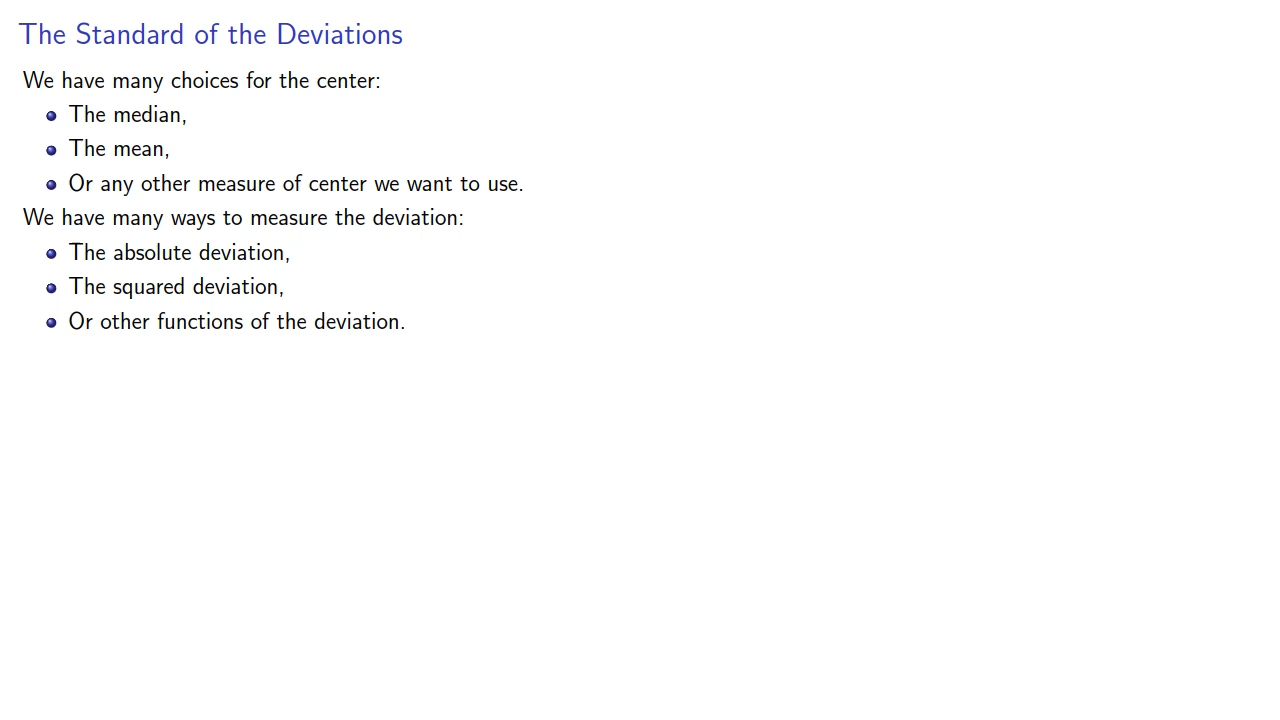 The Standard of the Deviations
We have many choices for the center:
The median,
The mean,
Or any other measure of center we want to use.
We have many ways to measure the deviation:
The absolute deviation,
The squared deviation,
Or other functions of the deviation.